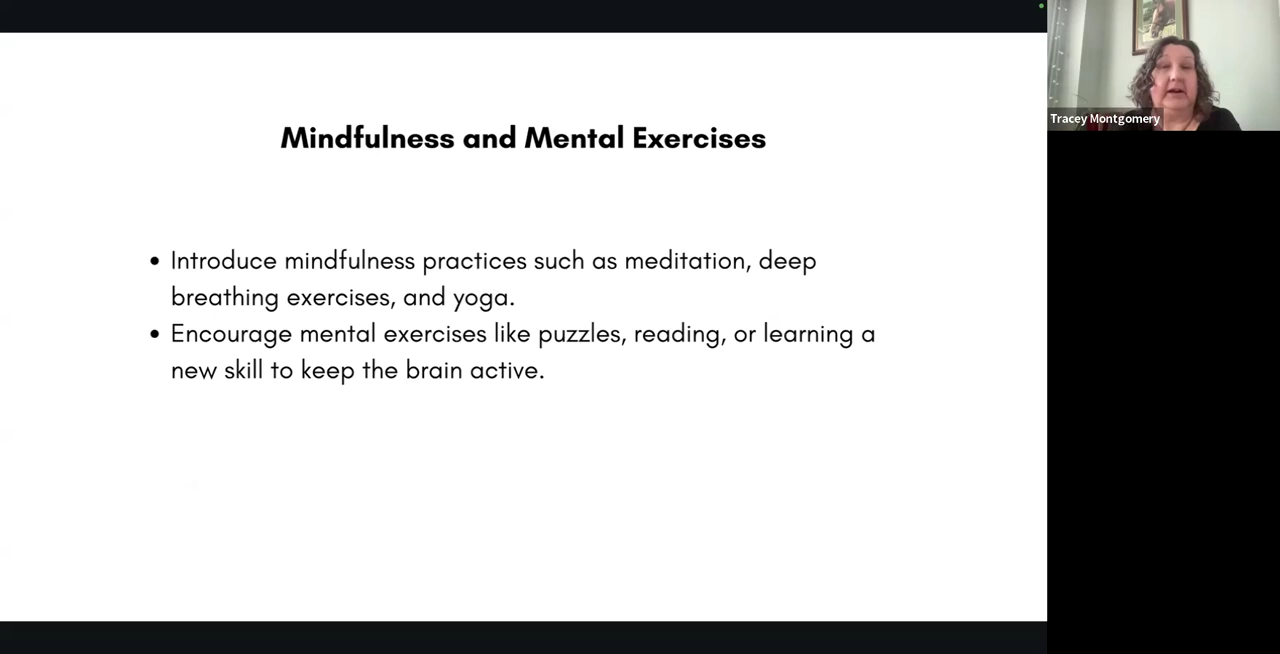 Mindfulness and Mental Exercises
• Introduce mindfulness practices such as meditation, deep
breathing exercises, and yoga.
• Encourage mental exercises like puzzles, reading, or learning a
new skill to keep the brain active.
Tracey Montgomery